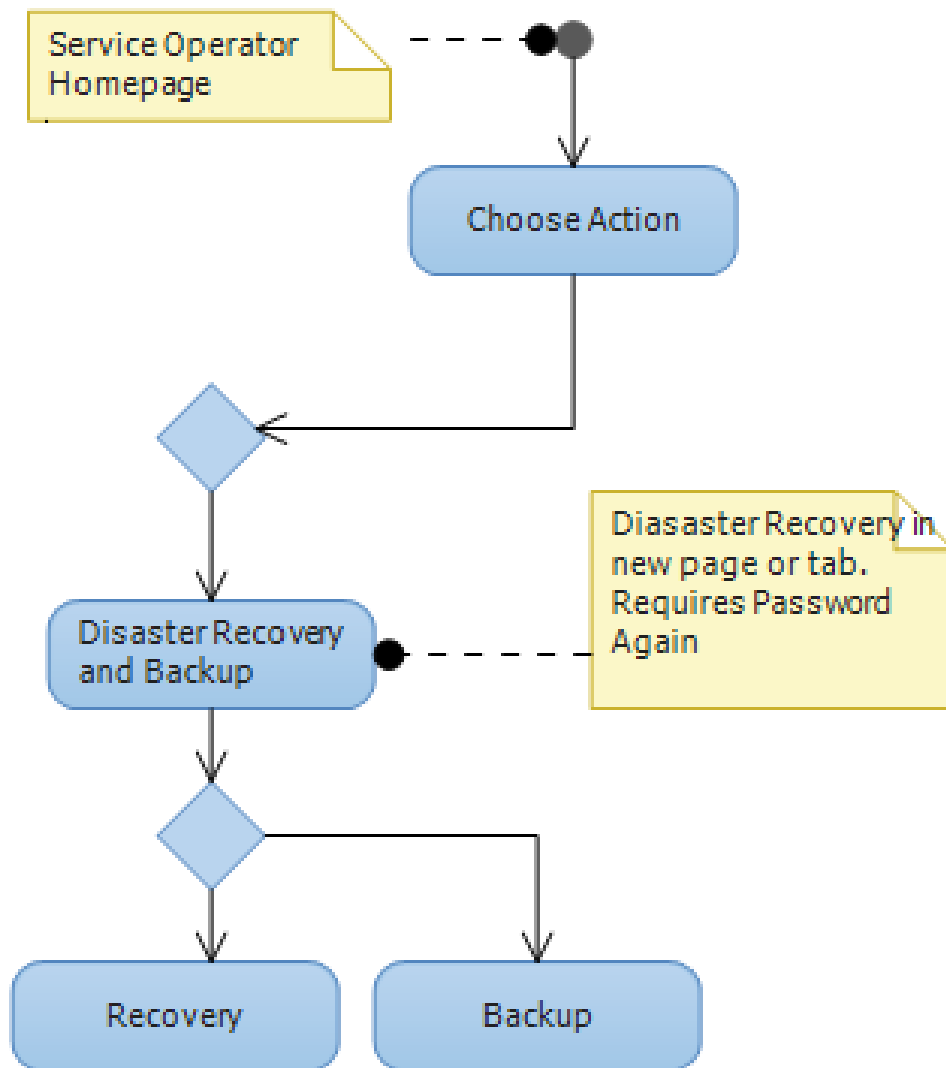 Service Operator
Homepage
Choose Action
Diasaster Recovery in
new page or tab.
Requires Password
Again
Disaster Recovery
and Backup
Recovery
Backup